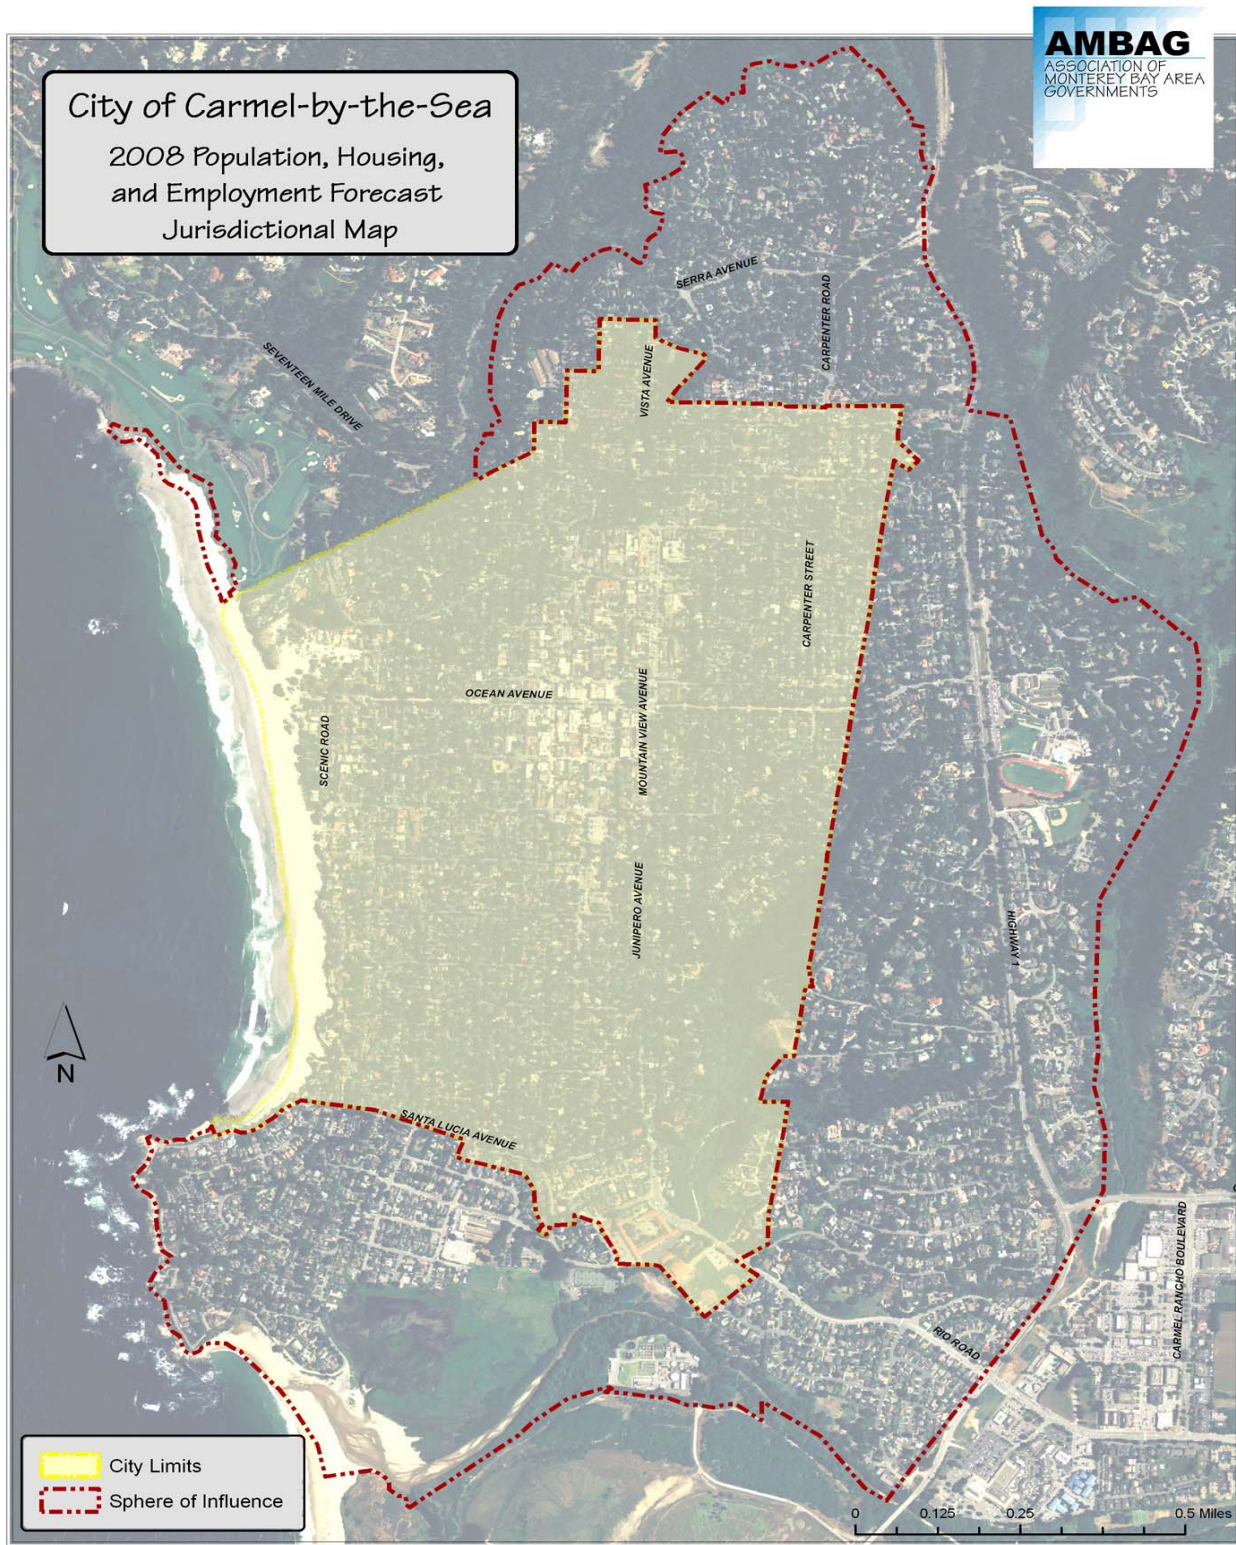 AMBAG
ASSOCIATION OF
MONTEREY BAY AREA
GOVERNMENTS
City of Carmel-by-the-Sea
2008 Population, Housing,
and Employment Forecast
Jurisdictional Map
SERRA AVENUE
CARPENTER ROAD
SEVENTEEN MILE DRIVE
VISTA AVENUE
CARPENTER STREET
OCEAN AVENUE
MOUNTAIN VIEW AVENUE
SCENIC ROAD
JUNIPERO AVENUE
HIGHWAY 1
N
SANTA LUCIA AVENUE
CARMEL RANCHO BOULEVARD
RIO ROAD
City Limits
Sphere of Influence
0 0.125 0.25 0.5 Miles